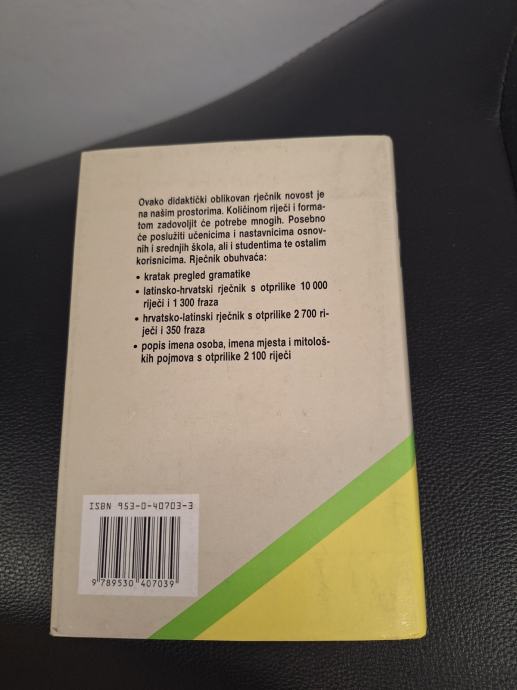 Ovako didaktički oblikovan rječnik novost je
na našim prostorima. Količinom riječi i forma-
tom zadovoljit će potrebe mnogih. Posebno
će poslužiti učenicima i nastavnicima osnov-
nih i srednjih škola, ali i studentima te ostalim
korisnicima. Rječnik obuhvaća:
• kratak pregled gramatike
• latinsko-hrvatski rječnik s otprilike 10 000
riječi i 1 300 fraza
• hrvatsko-latinski rječnik s otprilike 2 700 ri-
ječi i 350 fraza
• popis imena osoba, imena mjesta i mitološ-
kih pojmova s otprilike 2 100 riječi
ISBN 953-0-40703-3
9 789530 407039